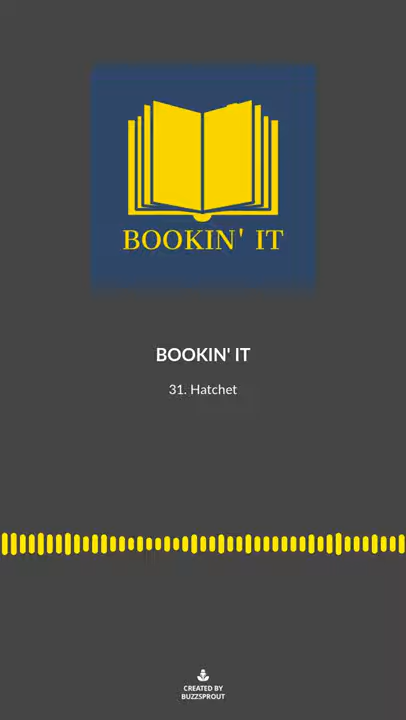 BOOKIN' IT
BOOKIN' IT
31. Hatchet
CREATED BY
BUZZSPROUT